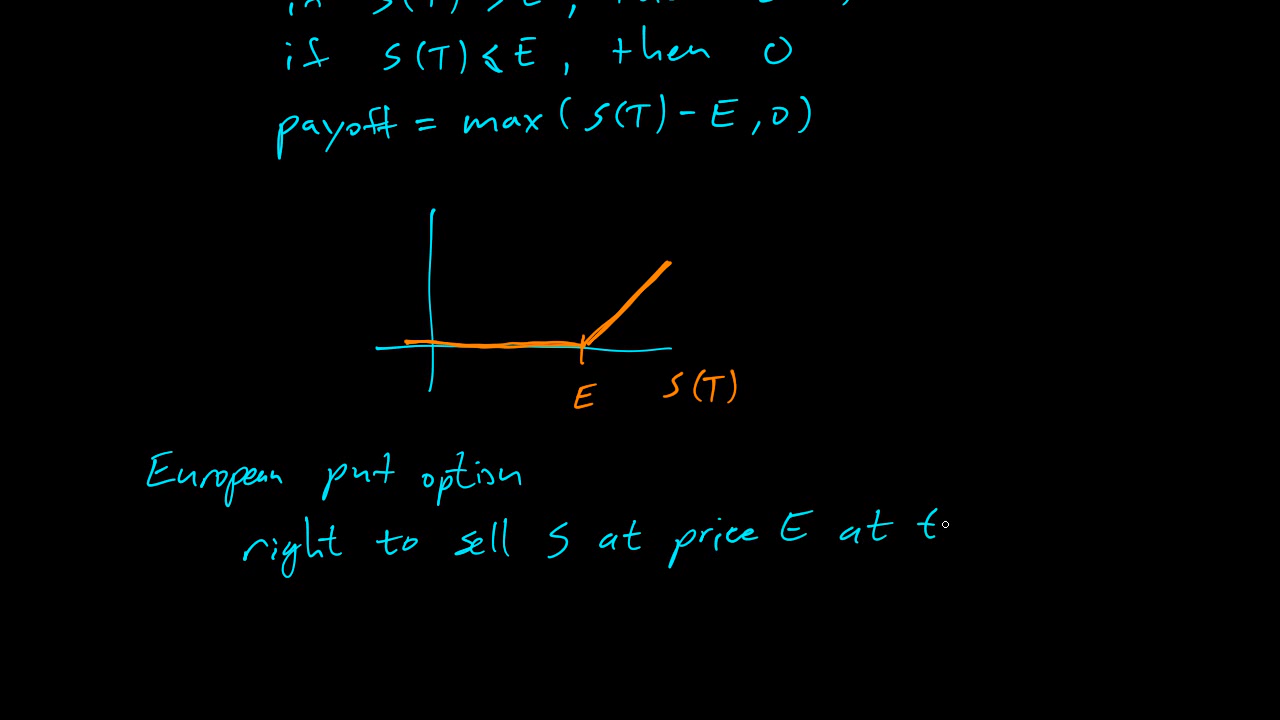 if S(T) ⩽ E, then 0
payoff = max(S(T) - E, 0)
E
S(T)
European put option
right to sell S at price E at t